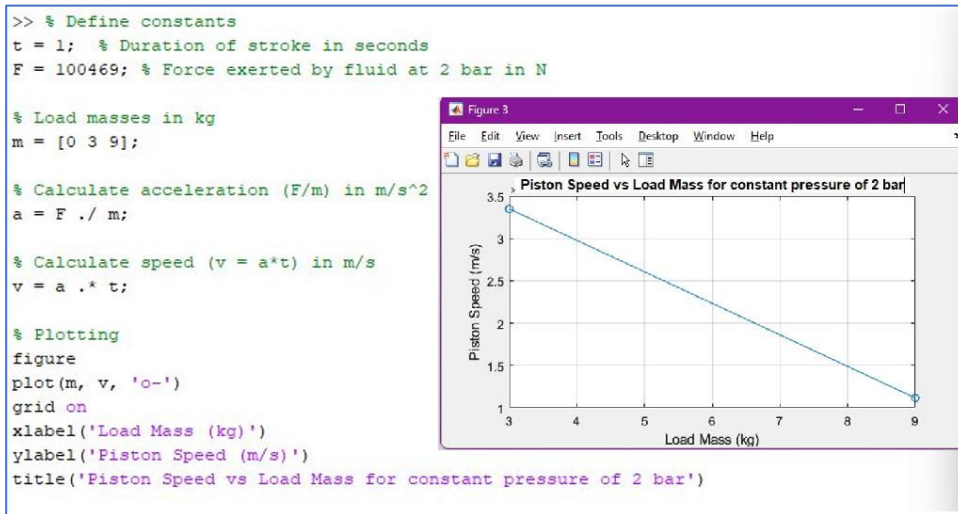 >> % Define constants
t = 1;  % Duration of stroke in seconds
F = 100469; % Force exerted by fluid at 2 bar in N
% Load masses in kg
m = [0 3 9];
% Calculate acceleration (F/m) in m/s^2
a = F ./ m;
% Calculate speed (v = a*t) in m/s
v = a .* t;
% Plotting
figure
plot(m, v, 'o-')
grid on
xlabel('Load Mass (kg)')
ylabel('Piston Speed (m/s)')
title('Piston Speed vs Load Mass for constant pressure of 2 bar')
Figure 3
File Edit View Insert Tools Desktop Window Help
Piston Speed vs Load Mass for constant pressure of 2 bar
3.5
3
2.5
2
1.5
1
Piston Speed (m/s)
3 4 5 6 7 8 9
Load Mass (kg)